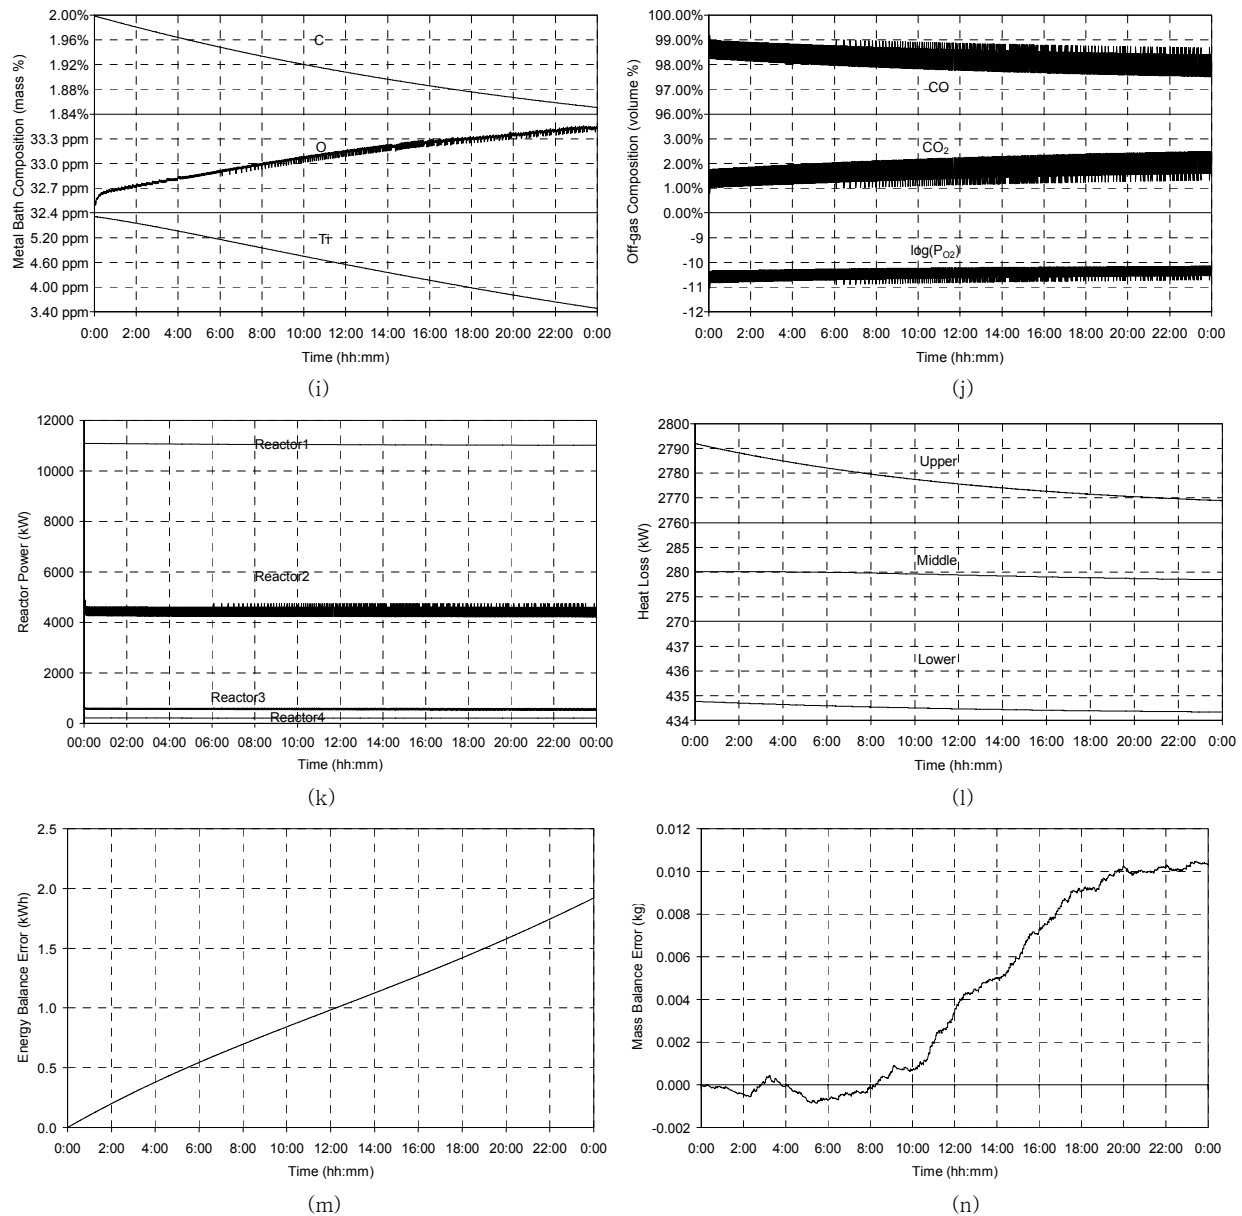 Metal Bath Composition (mass %)
2.00%
1.96%
1.92%
1.88%
1.84%
33.3 ppm
33.0 ppm
32.7 ppm
32.4 ppm
5.20 ppm
4.60 ppm
4.00 ppm
3.40 ppm
C
O
Ti
0:00 2:00 4:00 6:00 8:00 10:00 12:00 14:00 16:00 18:00 20:00 22:00 0:00
Time (hh:mm)
(i)
Off-gas Composition (volume %)
100.00%
99.00%
98.00%
97.00%
96.00%
3.00%
2.00%
1.00%
0.00%
-9
-10
-11
-12
CO
CO2
log(PO2)
0:00 2:00 4:00 6:00 8:00 10:00 12:00 14:00 16:00 18:00 20:00 22:00 0:00
Time (hh:mm)
(j)
Reactor Power (kW)
12000
10000
8000
6000
4000
2000
0
Reactor1
Reactor2
Reactor3
Reactor4
00:00 02:00 04:00 06:00 08:00 10:00 12:00 14:00 16:00 18:00 20:00 22:00 00:00
Time (hh:mm)
(k)
Heat Loss (kW)
2800
2790
2780
2770
2760
285
280
275
270
437
436
435
434
Upper
Middle
Lower
0:00 2:00 4:00 6:00 8:00 10:00 12:00 14:00 16:00 18:00 20:00 22:00 0:00
Time (hh:mm)
(l)
Energy Balance Error (kWh)
2.5
2.0
1.5
1.0
0.5
0.0
0:00 2:00 4:00 6:00 8:00 10:00 12:00 14:00 16:00 18:00 20:00 22:00 0:00
Time (hh:mm)
(m)
Mass Balance Error (kg)
0.012
0.010
0.008
0.006
0.004
0.002
0.000
-0.002
0:00 2:00 4:00 6:00 8:00 10:00 12:00 14:00 16:00 18:00 20:00 22:00 0:00
Time (hh:mm)
(n)